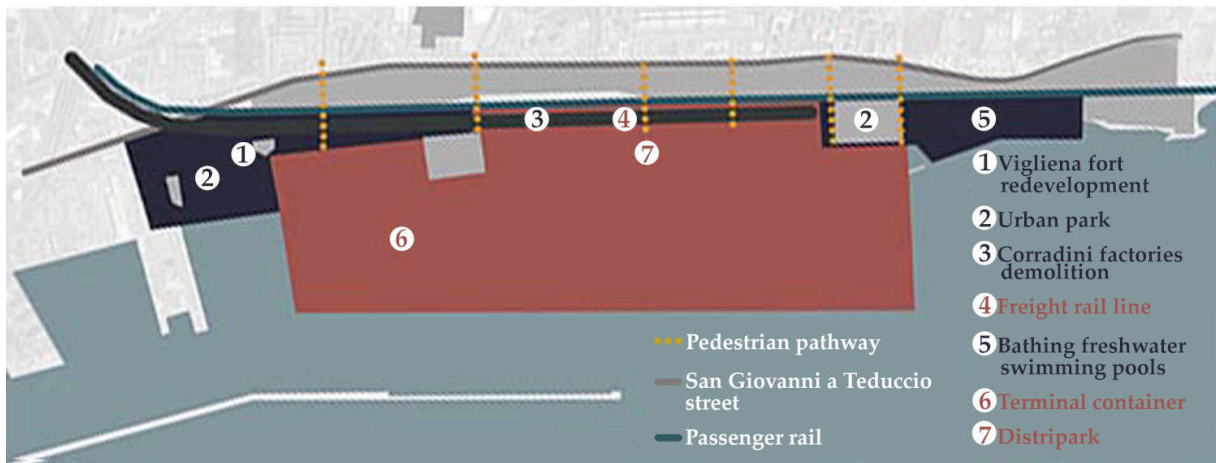 3
4
2
5
1
7
2
6
1 Vigliena fort
redevelopment
2 Urban park
3 Corradini factories
demolition
4 Freight rail line
5 Bathing freshwater
swimming pools
6 Terminal container
7 Distripark
Pedestrian pathway
San Giovanni a Teduccio
street
Passenger rail